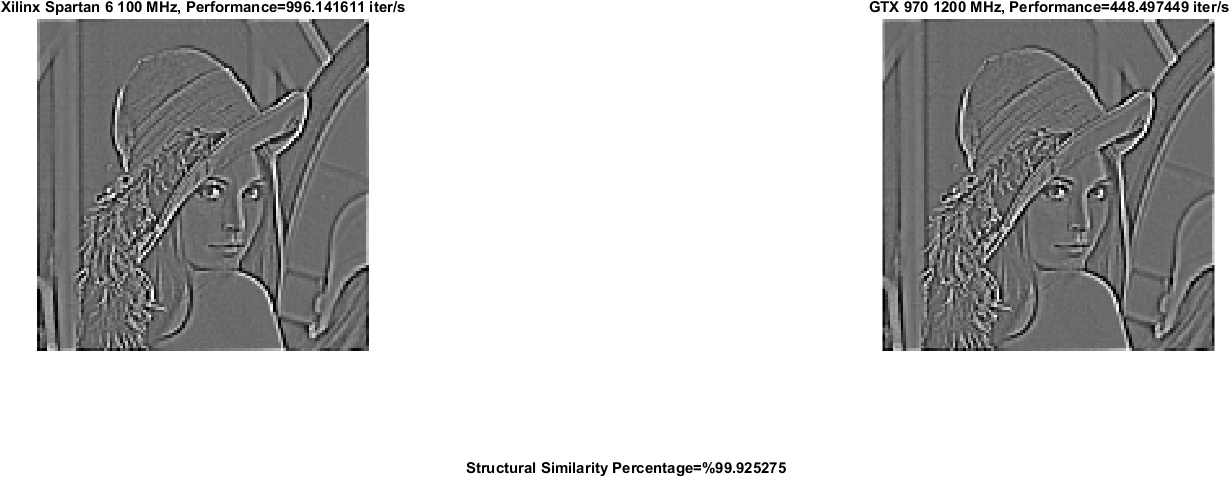 Xilinx Spartan 6 100 MHz, Performance=996.141611 iter/s
GTX 970 1200 MHz, Performance=448.497449 iter/s
Structural Similarity Percentage=%99.925275